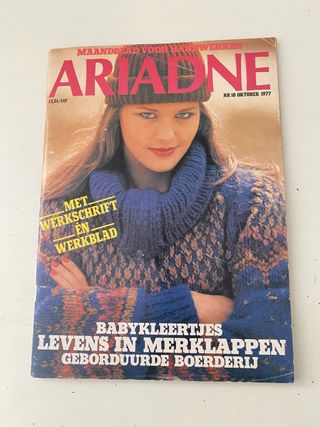 MAANDBLAD VOOR HANDWERKEN
ARIADNE
NR 10 OKTOBER 1977
MET
WERKSCHRIFT
EN
WERKBLAD
BABYKLEERTJES
LEVENS IN MERKLAPPEN
GEBORDUURDE BOERDERIJ